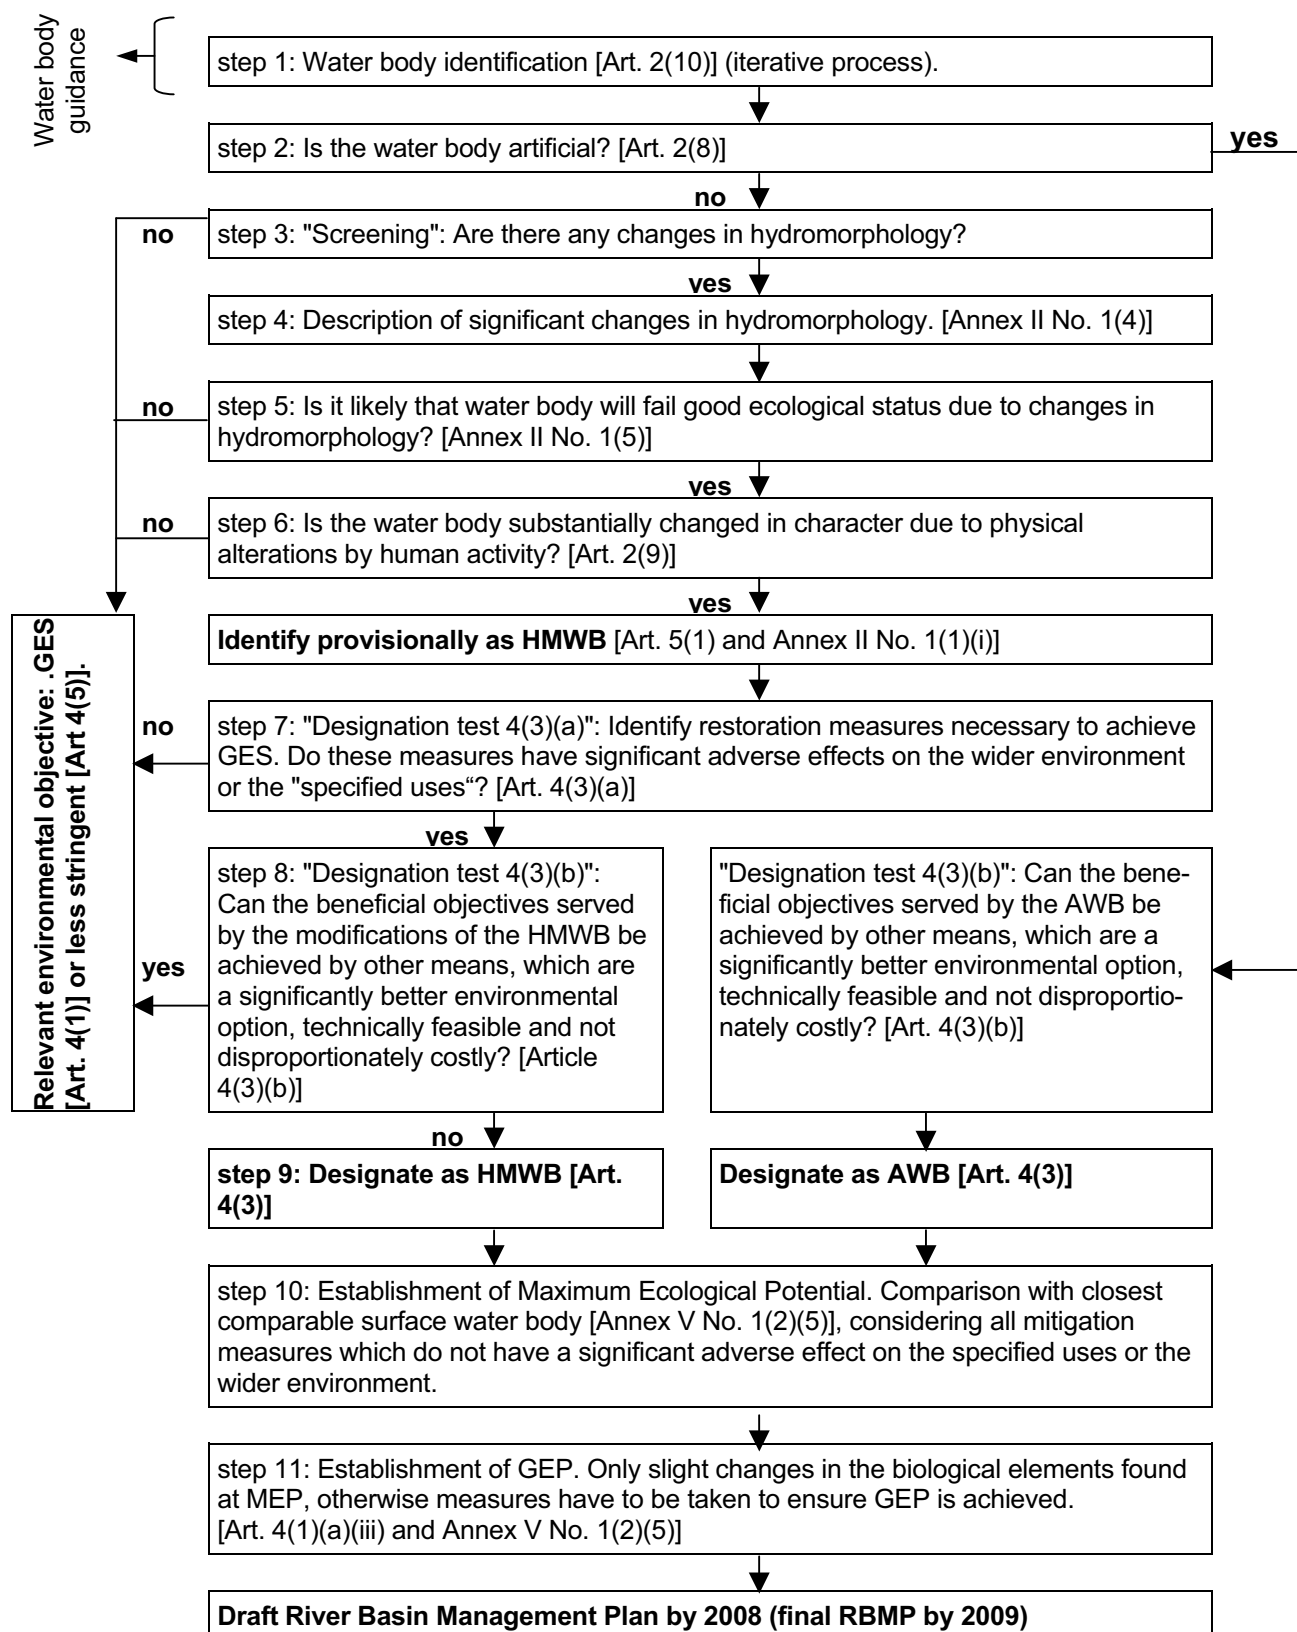 Water body
guidance
step 1: Water body identification [Art. 2(10)] (iterative process).
step 2: Is the water body artificial? [Art. 2(8)]
yes
no
no
step 3: "Screening": Are there any changes in hydromorphology?
yes
step 4: Description of significant changes in hydromorphology. [Annex II No. 1(4)]
no
step 5: Is it likely that water body will fail good ecological status due to changes in
hydromorphology? [Annex II No. 1(5)]
yes
no
step 6: Is the water body substantially changed in character due to physical
alterations by human activity? [Art. 2(9)]
yes
Identify provisionally as HMWB [Art. 5(1) and Annex II No. 1(1)(i)]
Relevant environmental objective: .GES
[Art. 4(1)] or less stringent [Art 4(5)].
no
step 7: "Designation test 4(3)(a)": Identify restoration measures necessary to achieve
GES. Do these measures have significant adverse effects on the wider environment
or the "specified uses“? [Art. 4(3)(a)]
yes
step 8: "Designation test 4(3)(b)":
Can the beneficial objectives served
by the modifications of the HMWB be
achieved by other means, which are
a significantly better environmental
option, technically feasible and not
disproportionately costly? [Article
4(3)(b)]
yes
"Designation test 4(3)(b)": Can the bene-
ficial objectives served by the AWB be
achieved by other means, which are a
significantly better environmental option,
technically feasible and not disproportio-
nately costly? [Art. 4(3)(b)]
no
step 9: Designate as HMWB [Art.
4(3)]
Designate as AWB [Art. 4(3)]
step 10: Establishment of Maximum Ecological Potential. Comparison with closest
comparable surface water body [Annex V No. 1(2)(5)], considering all mitigation
measures which do not have a significant adverse effect on the specified uses or the
wider environment.
step 11: Establishment of GEP. Only slight changes in the biological elements found
at MEP, otherwise measures have to be taken to ensure GEP is achieved.
[Art. 4(1)(a)(iii) and Annex V No. 1(2)(5)]
Draft River Basin Management Plan by 2008 (final RBMP by 2009)